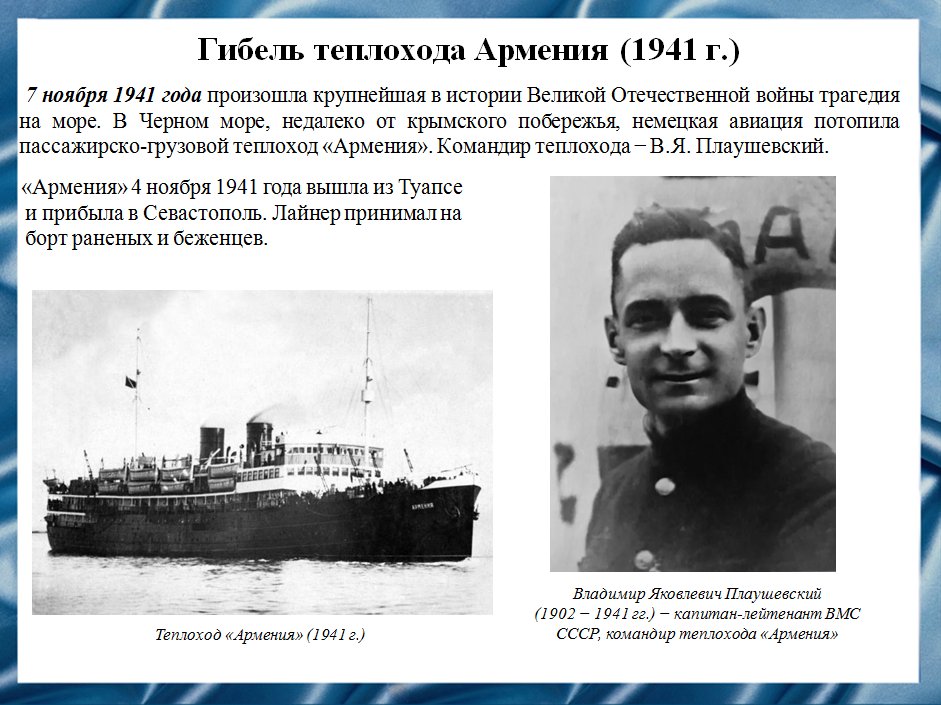 Гибель теплохода Армения (1941 г.)
7 ноября 1941 года произошла крупнейшая в истории Великой Отечественной войны трагедия
на море. В Черном море, недалеко от крымского побережья, немецкая авиация потопила
пассажирско-грузовой теплоход «Армения». Командир теплохода – В.Я. Плаушевский.
«Армения» 4 ноября 1941 года вышла из Туапсе
и прибыла в Севастополь. Лайнер принимал на
борт раненых и беженцев.
АРМЕНИЯ
Теплоход «Армения» (1941 г.)
Владимир Яковлевич Плаушевский
(1902 – 1941 гг.) – капитан-лейтенант ВМС
СССР, командир теплохода «Армения»